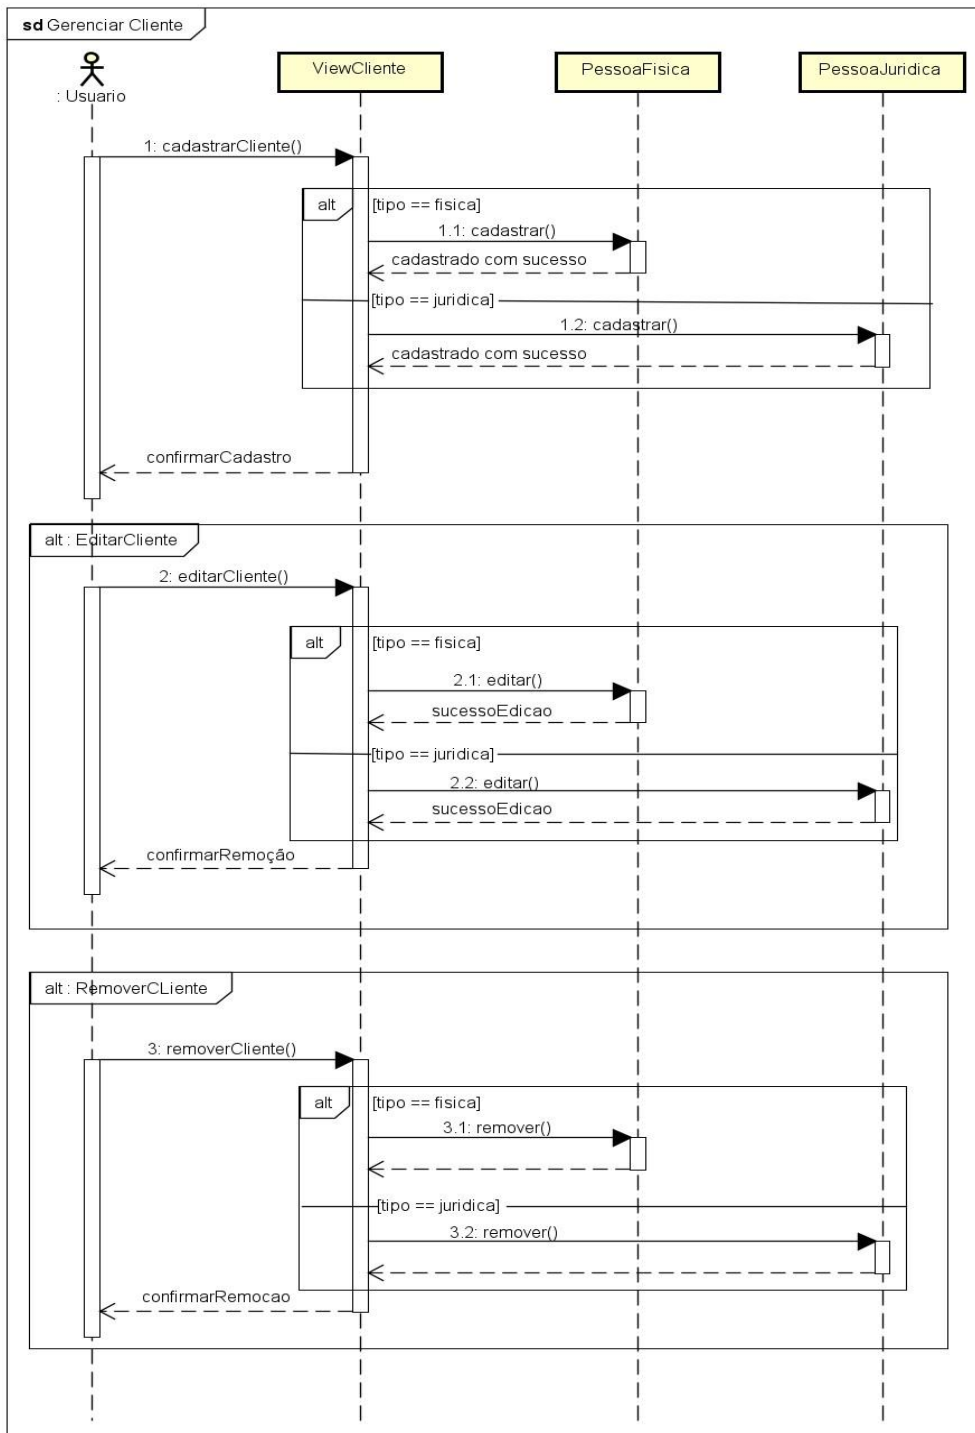 sd Gerenciar Cliente
: Usuario
ViewCliente
PessoaFisica
PessoaJuridica
1: cadastrarCliente()
alt
[tipo == fisica]
1.1: cadastrar()
cadastrado com sucesso
[tipo == juridica]
1.2: cadastrar()
cadastrado com sucesso
confirmarCadastro
alt : EditarCliente
2: editarCliente()
alt
[tipo == fisica]
2.1: editar()
sucessoEdicao
[tipo == juridica]
2.2: editar()
sucessoEdicao
confirmarRemoção
alt : RemoverCLiente
3: removerCliente()
alt
[tipo == fisica]
3.1: remover()
[tipo == juridica]
3.2: remover()
confirmarRemocao